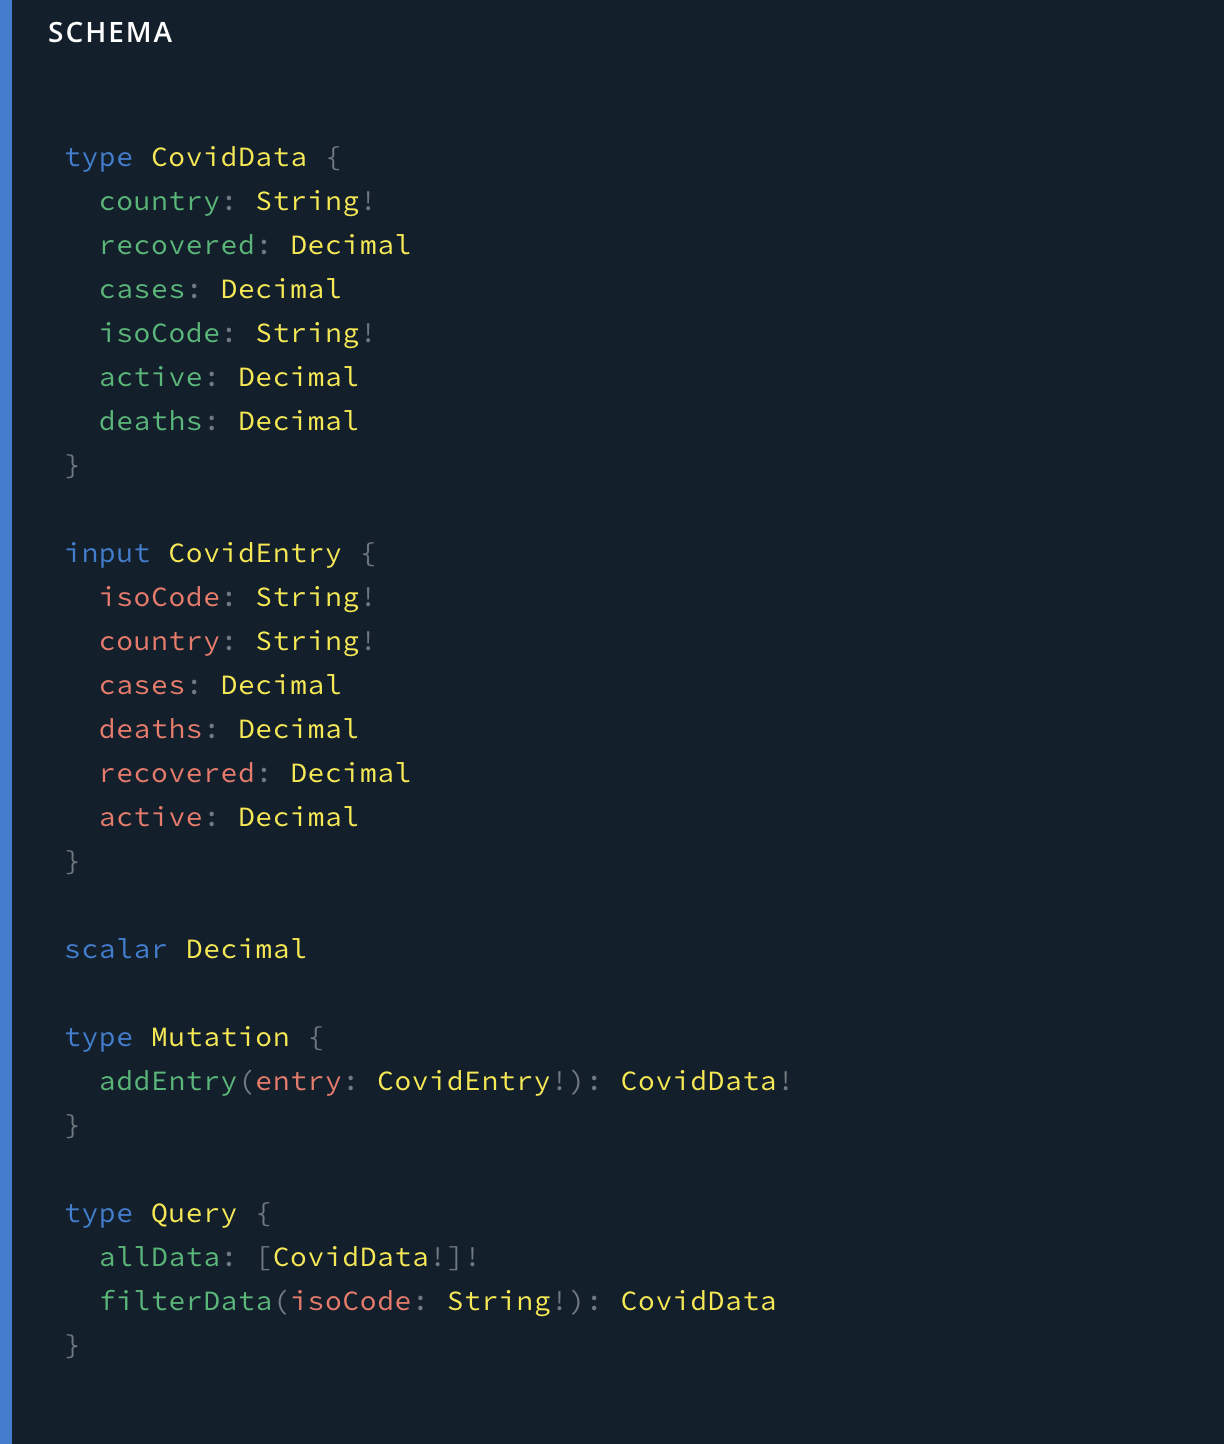 SCHEMA
type CovidData {
  country: String!
  recovered: Decimal
  cases: Decimal
  isoCode: String!
  active: Decimal
  deaths: Decimal
}
input CovidEntry {
  isoCode: String!
  country: String!
  cases: Decimal
  deaths: Decimal
  recovered: Decimal
  active: Decimal
}
scalar Decimal
type Mutation {
  addEntry(entry: CovidEntry!): CovidData!
}
type Query {
  allData: [CovidData!]!
  filterData(isoCode: String!): CovidData
}